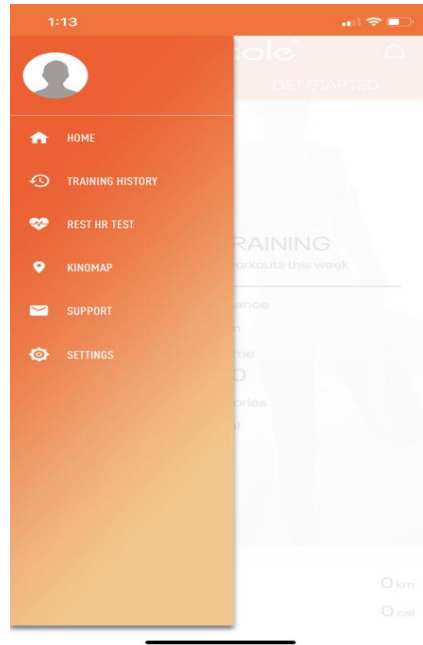 1:13
GET STARTED
HOME
TRAINING HISTORY
REST HR TEST
RAINING
orkouts this week
KINOMAP
ance
SUPPORT
me
SETTINGS
0
ories
0 km
0 cal